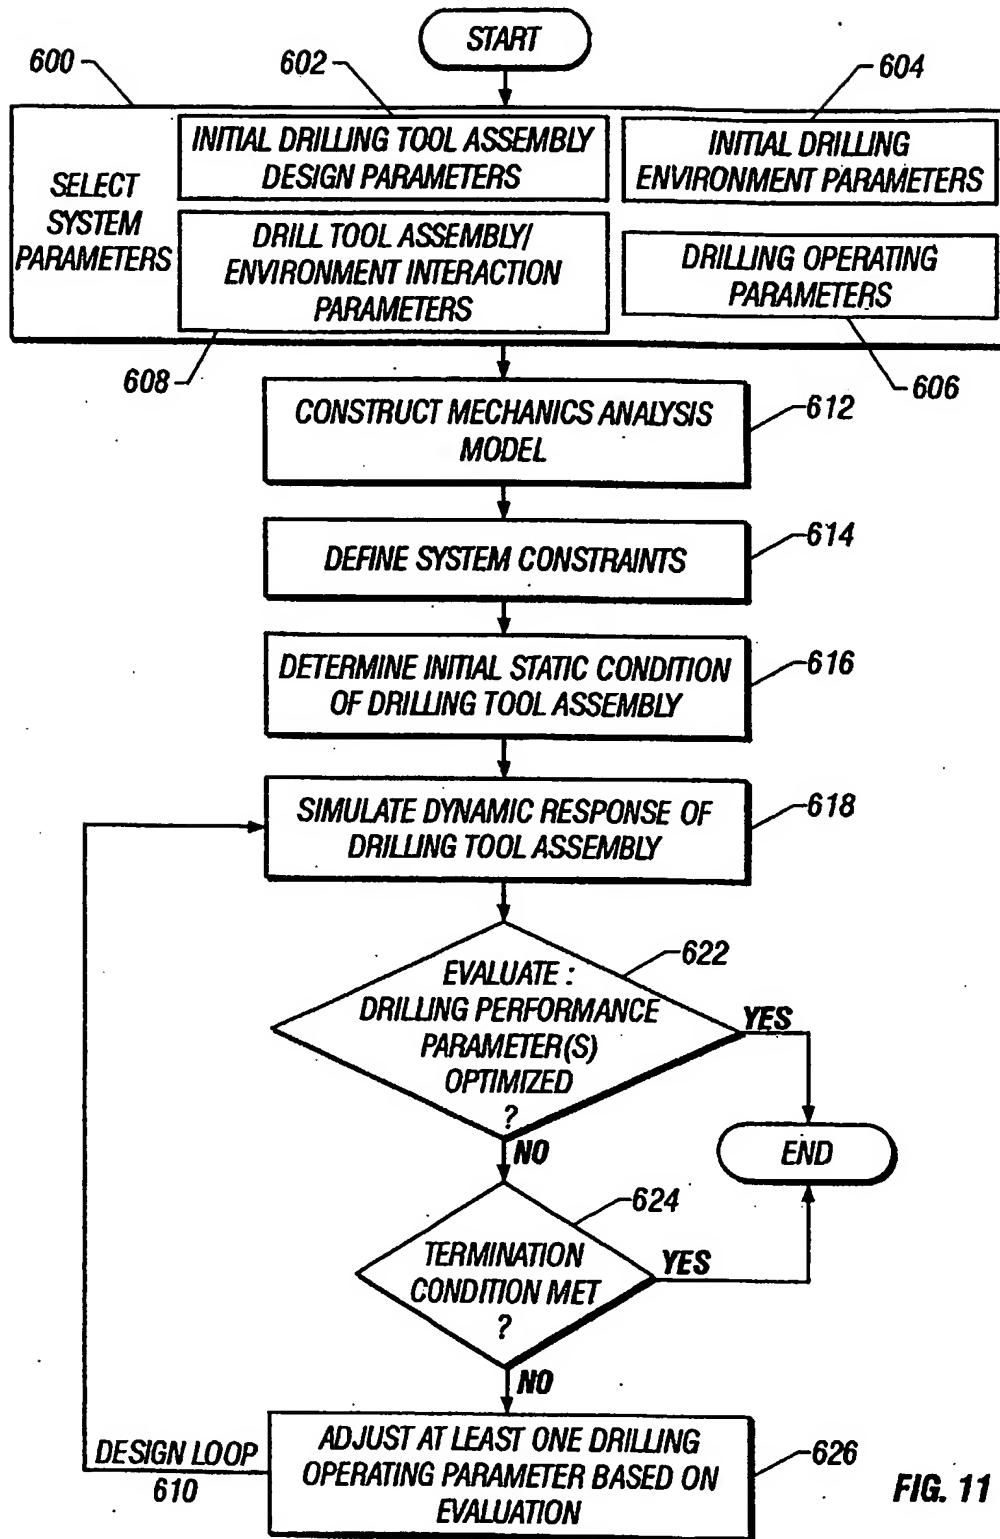 START
600
602
604
SELECT
SYSTEM
PARAMETERS
INITIAL DRILLING TOOL ASSEMBLY
DESIGN PARAMETERS
INITIAL DRILLING
ENVIRONMENT PARAMETERS
DRILL TOOL ASSEMBLY/
ENVIRONMENT INTERACTION
PARAMETERS
DRILLING OPERATING
PARAMETERS
608
606
CONSTRUCT MECHANICS ANALYSIS
MODEL
612
DEFINE SYSTEM CONSTRAINTS
614
DETERMINE INITIAL STATIC CONDITION
OF DRILLING TOOL ASSEMBLY
616
SIMULATE DYNAMIC RESPONSE OF
DRILLING TOOL ASSEMBLY
618
EVALUATE :
DRILLING PERFORMANCE
PARAMETER(S)
OPTIMIZED
?
622
YES
NO
END
TERMINATION
CONDITION MET
?
624
YES
NO
DESIGN LOOP
610
ADJUST AT LEAST ONE DRILLING
OPERATING PARAMETER BASED ON
EVALUATION
626
FIG. 11